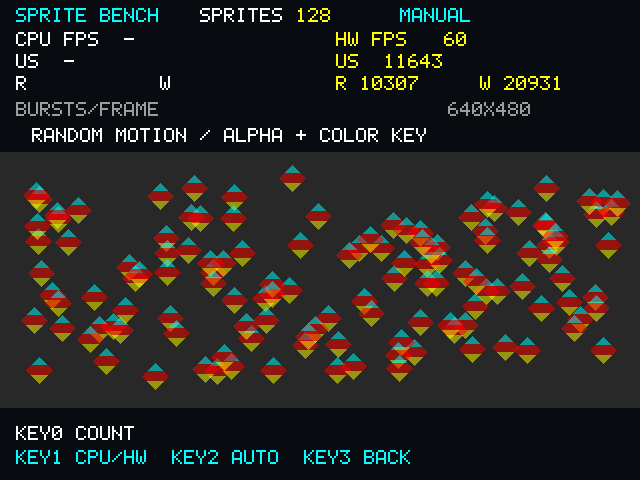 SPRITE BENCH SPRITES 128 MANUAL
CPU FPS - HW FPS 60
US - US 11643
R W R 10307 W 20931
BURSTS/FRAME 640X480
RANDOM MOTION / ALPHA + COLOR KEY
KEY0 COUNT
KEY1 CPU/HW KEY2 AUTO KEY3 BACK